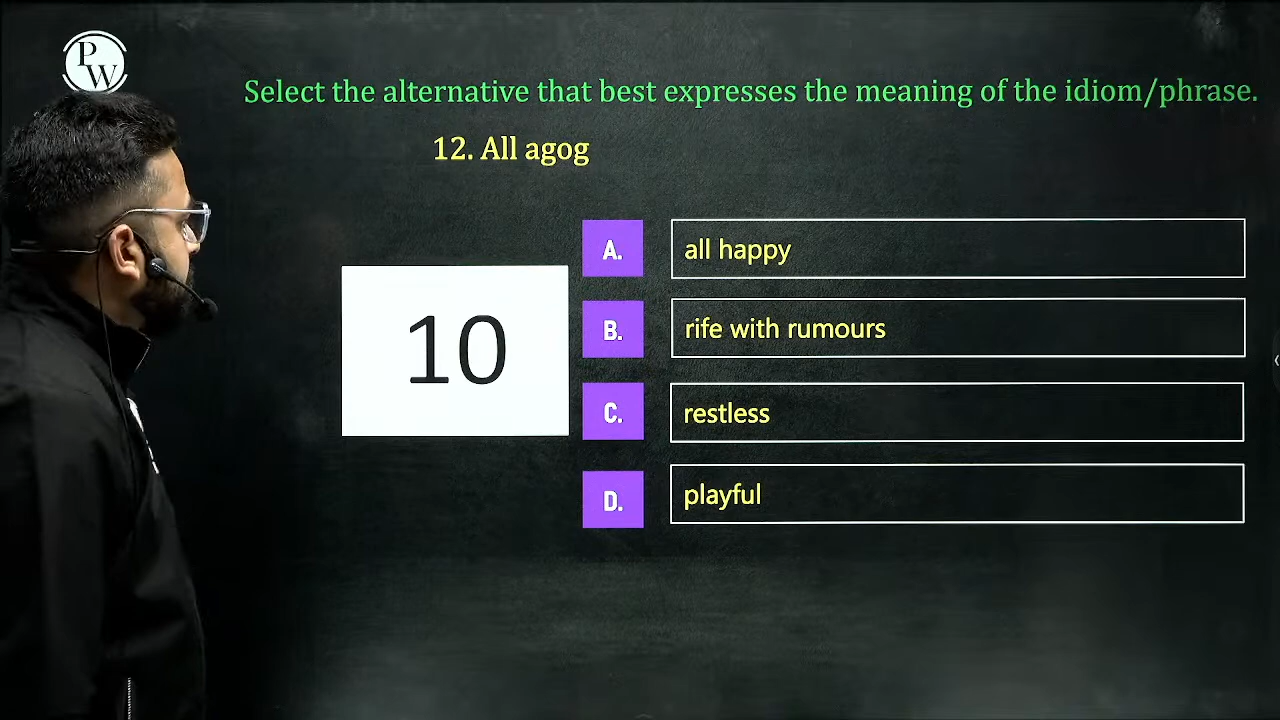 PW
Select the alternative that best expresses the meaning of the idiom/phrase.
12. All agog
10
A. all happy
B. rife with rumours
C. restless
D. playful